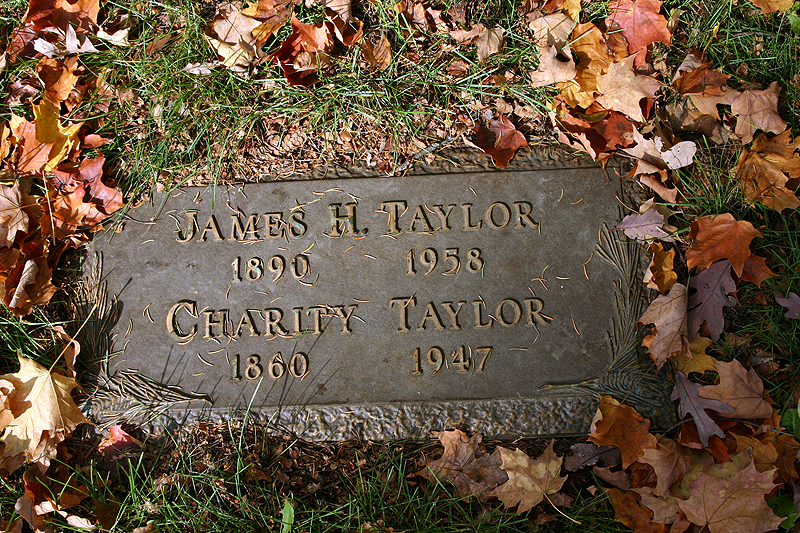 JAMES H. TAYLOR
1890 1958
CHARITY TAYLOR
1860 1947